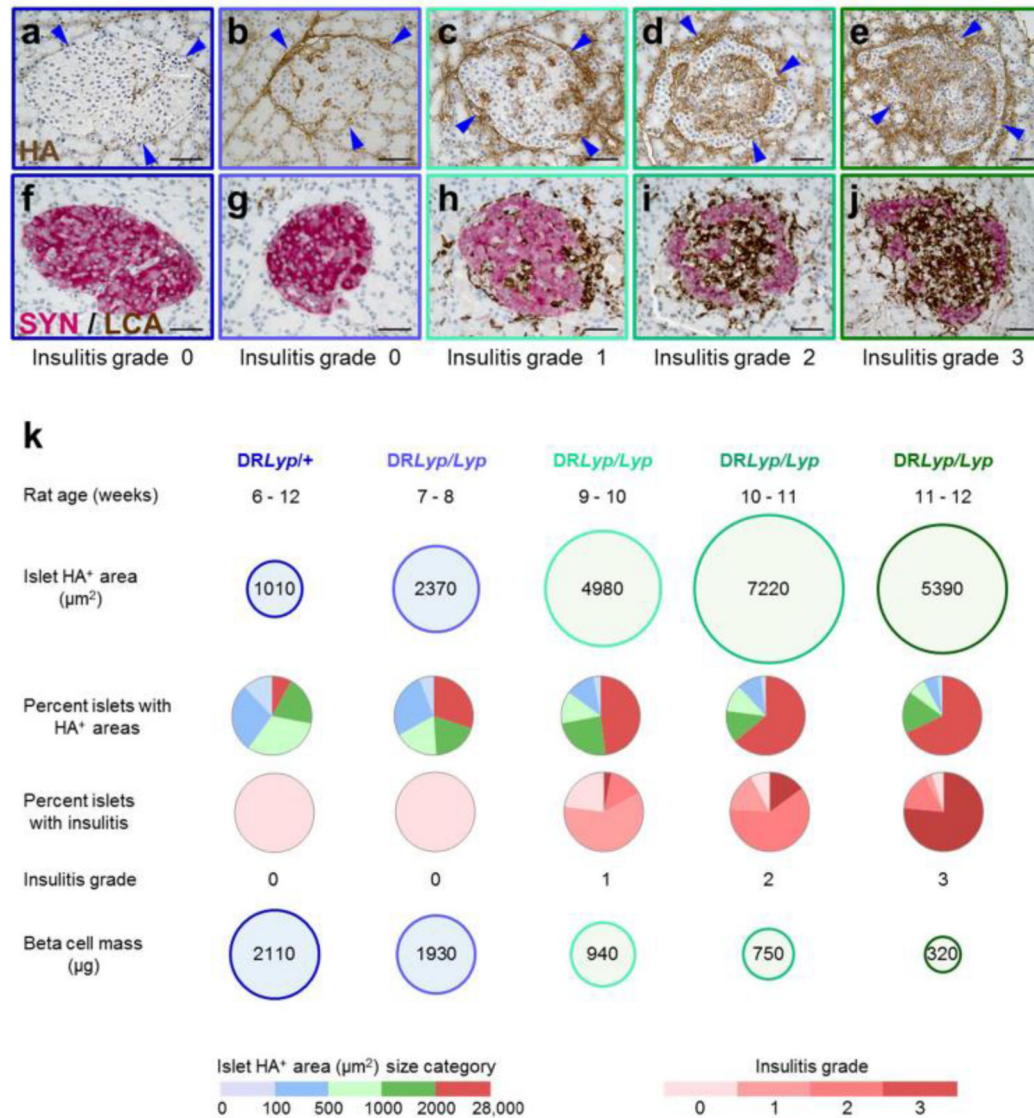 a b c d e
HA
f g h i j
SYN / LCA
Insulitis grade 0 Insulitis grade 0 Insulitis grade 1 Insulitis grade 2 Insulitis grade 3
k
DRLyp/+ DRLyp/Lyp DRLyp/Lyp DRLyp/Lyp DRLyp/Lyp
Rat age (weeks) 6 - 12 7 - 8 9 - 10 10 - 11 11 - 12
Islet HA⁺ area
(µm²)
1010 2370 4980 7220 5390
Percent islets with
HA⁺ areas
Percent islets
with insulitis
Insulitis grade 0 0 1 2 3
Beta cell mass
(µg)
2110 1930 940 750 320
Islet HA⁺ area (µm²) size category
0 100 500 1000 2000 28,000
Insulitis grade
0 1 2 3